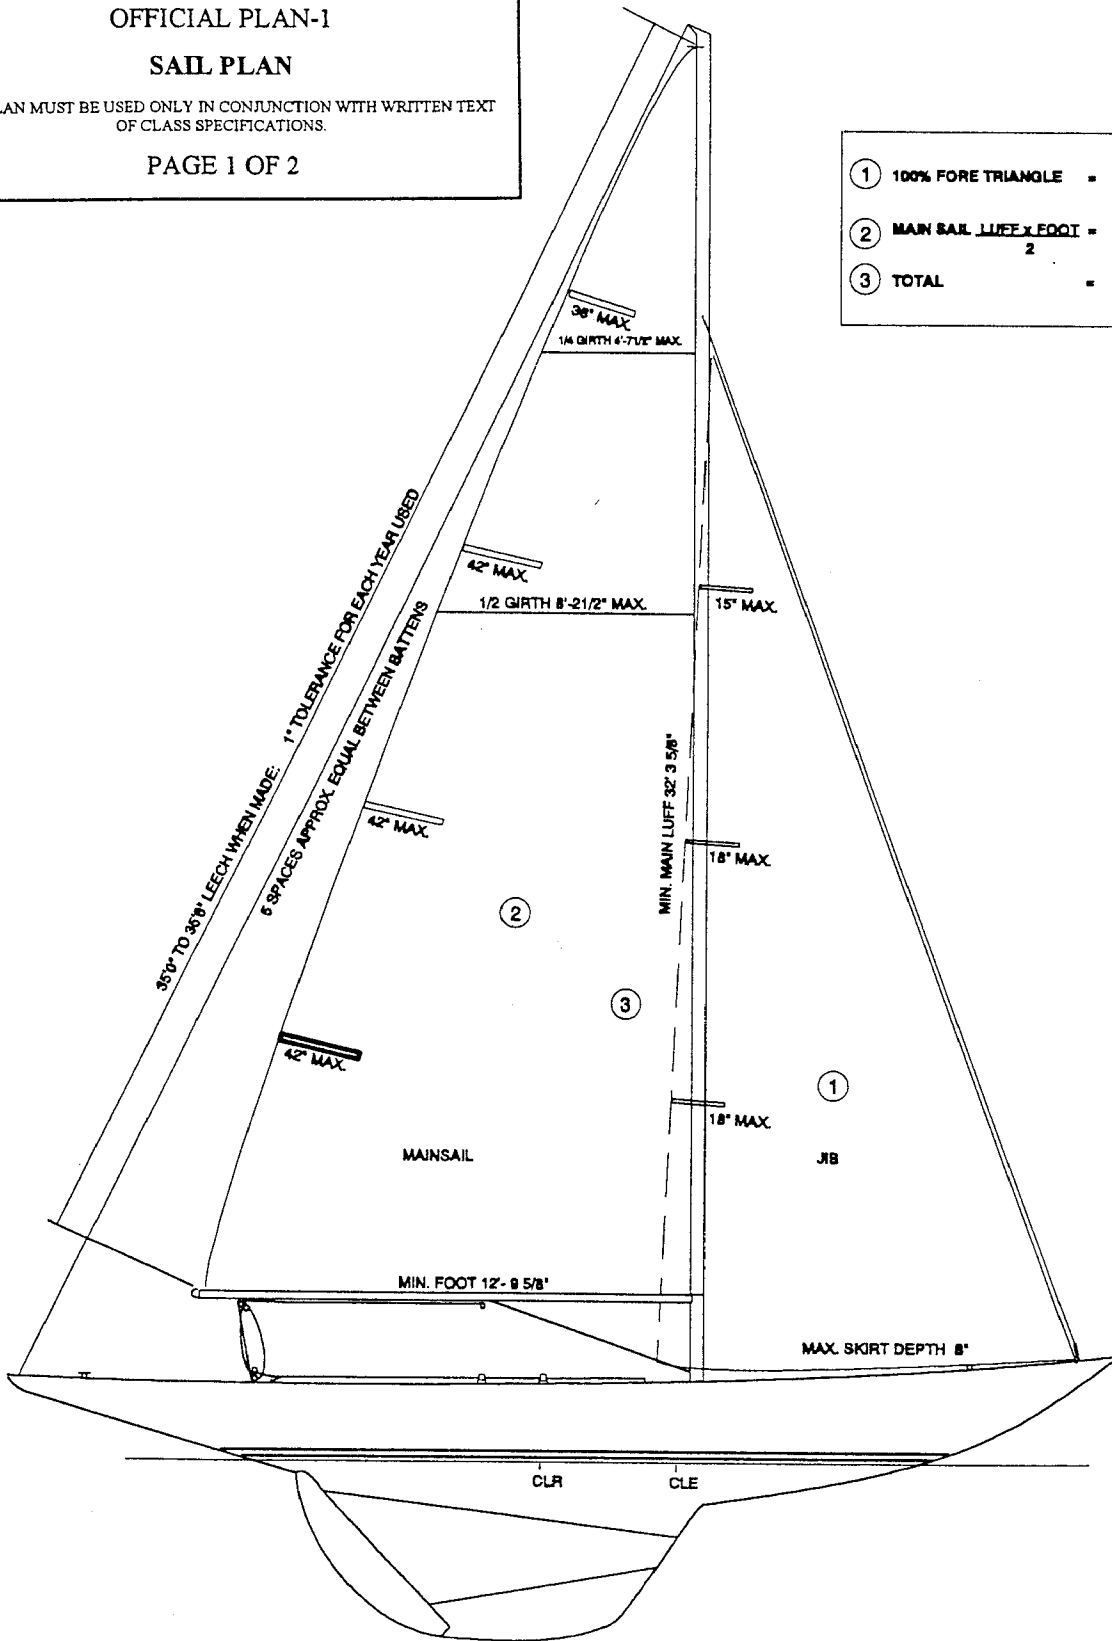 OFFICIAL PLAN-1
SAIL PLAN
LAN MUST BE USED ONLY IN CONJUNCTION WITH WRITTEN TEXT
OF CLASS SPECIFICATIONS.
PAGE 1 OF 2
1 100% FORE TRIANGLE =
2 MAIN SAIL LUFF x FOOT =
2
3 TOTAL =
36" MAX.
1/4 GIRTH 4'-71/2" MAX.
42" MAX.
1/2 GIRTH 8'-21/2" MAX.
15" MAX.
35'0" TO 35'6" LEECH WHEN MADE: 1" TOLERANCE FOR EACH YEAR USED
5 SPACES APPROX. EQUAL BETWEEN BATTENS
MIN. MAIN LUFF 32' 3 5/8"
42" MAX.
18" MAX.
2
3
42" MAX.
1
18" MAX.
MAINSAIL
JIB
MIN. FOOT 12'- 9 5/8"
MAX. SKIRT DEPTH 8"
CLR
CLE